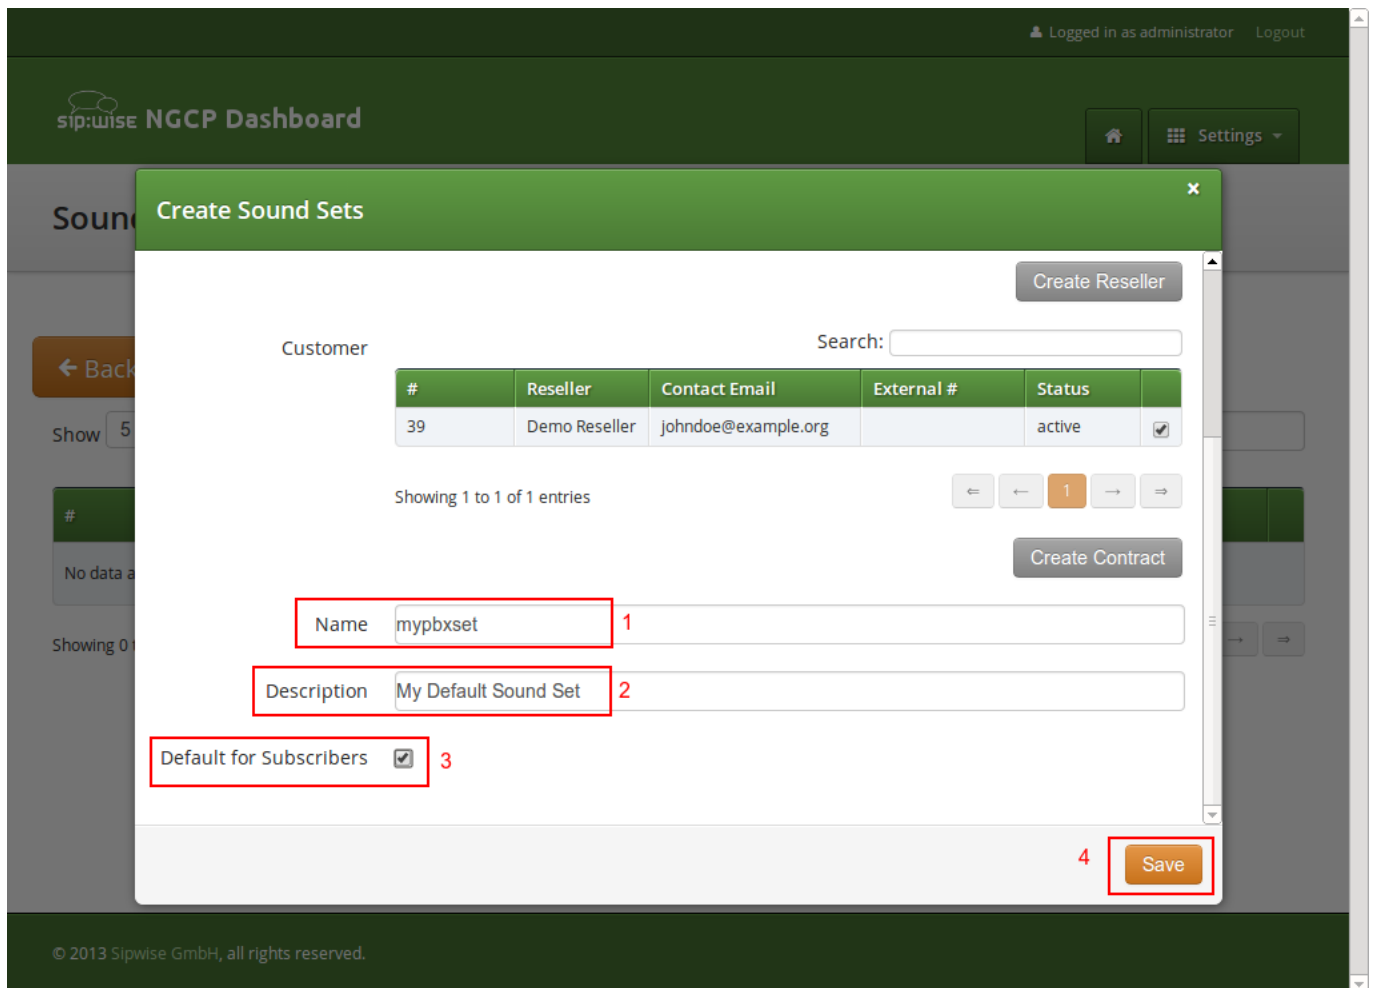 Logged in as administrator Logout
sip:wise NGCP Dashboard
Settings
Soun
Create Sound Sets
×
Create Reseller
Customer
Search:
Back
# Reseller Contact Email External # Status
39 Demo Reseller johndoe@example.org active
Show 5
Showing 1 to 1 of 1 entries
⇐ ← 1 → ⇒
#
Create Contract
No data a
Name mypbxset 1
Showing 0 t
→ ⇒
Description My Default Sound Set 2
Default for Subscribers 3
4 Save
© 2013 Sipwise GmbH, all rights reserved.